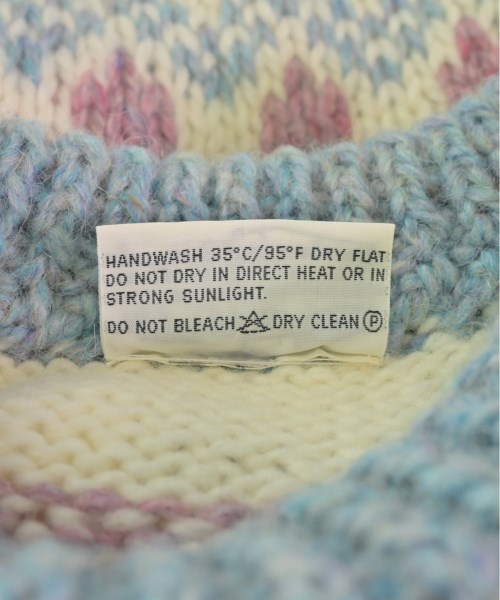 HANDWASH 35°C/95°F DRY FLAT
DO NOT DRY IN DIRECT HEAT OR IN
STRONG SUNLIGHT.
DO NOT BLEACH DRY CLEAN Ⓟ